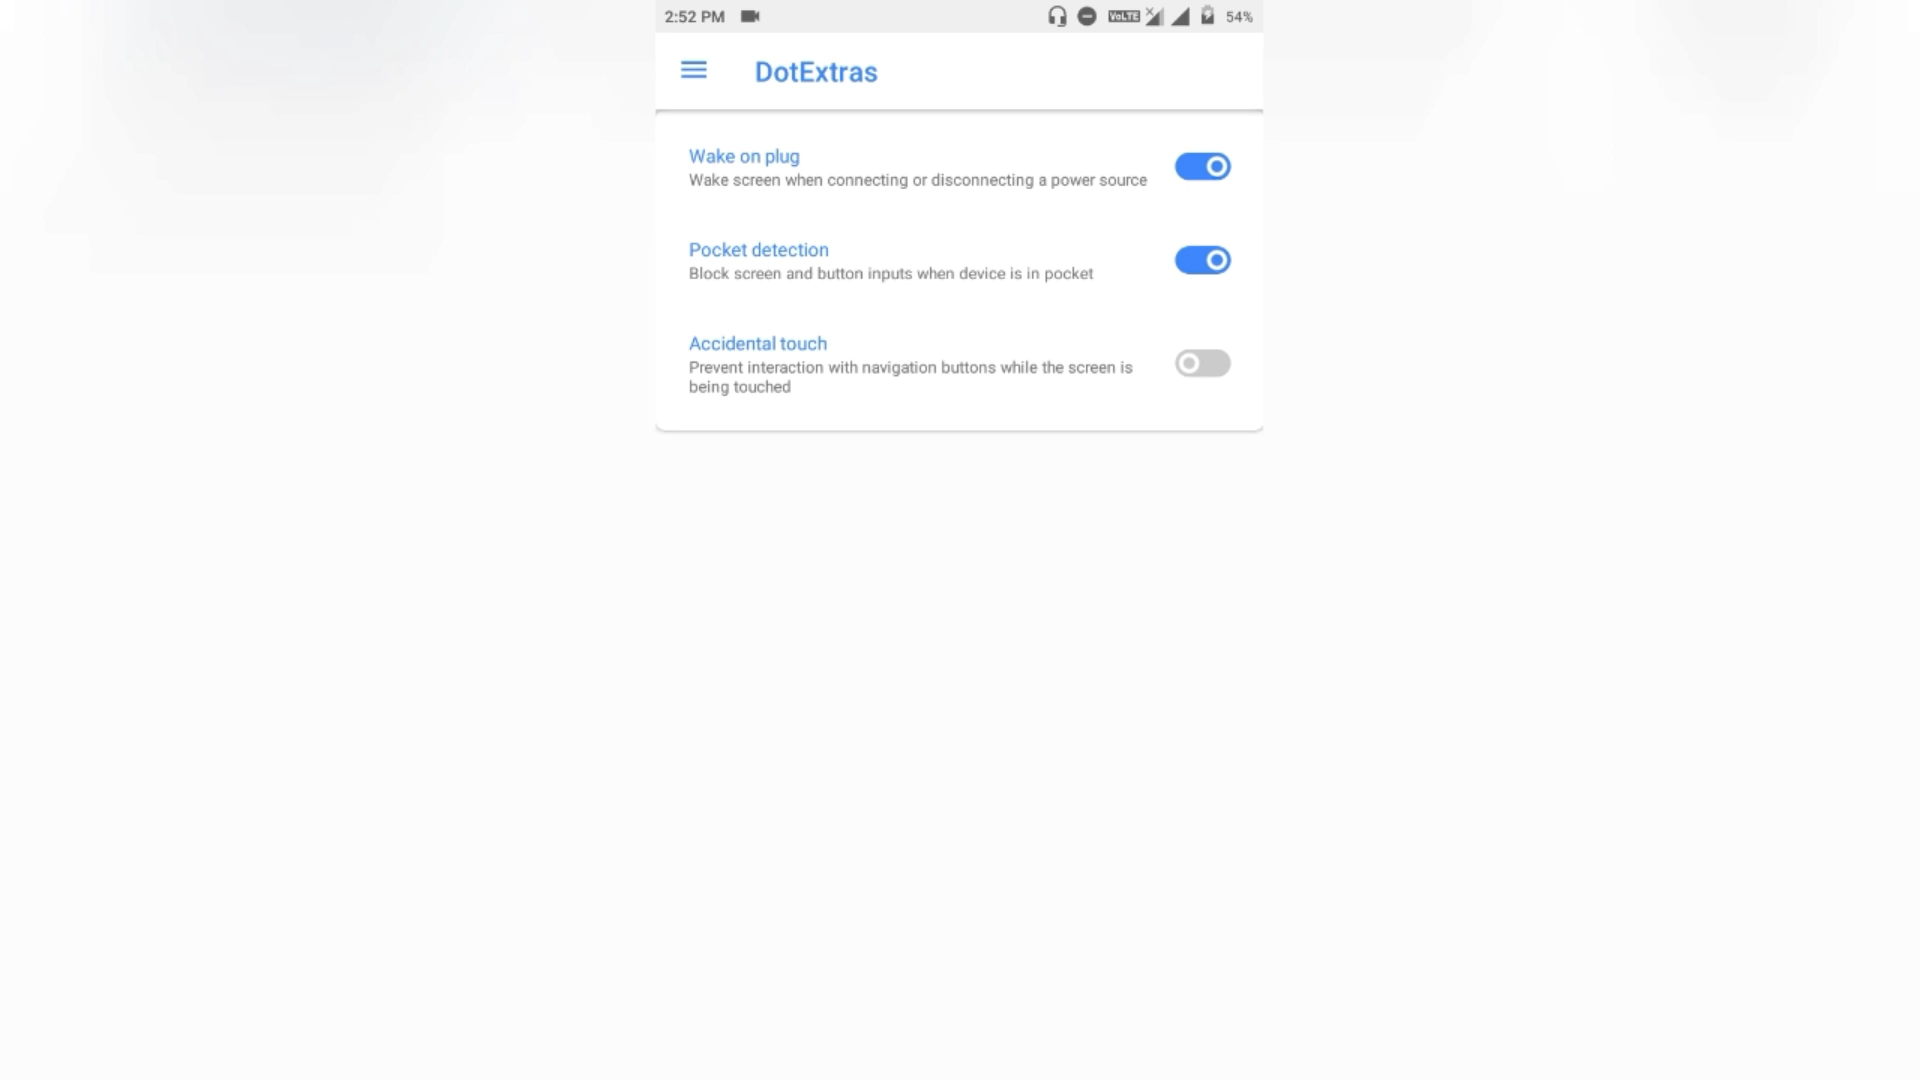 2:52 PM VoLTE 54%
DotExtras
Wake on plug
Wake screen when connecting or disconnecting a power source
Pocket detection
Block screen and button inputs when device is in pocket
Accidental touch
Prevent interaction with navigation buttons while the screen is
being touched